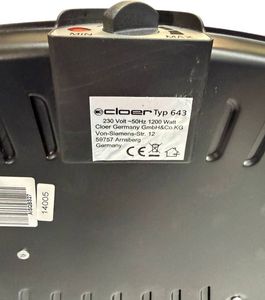 MIN
MAX
cloer Typ 643
230 Volt ~50Hz 1200 Watt
Cloer Germany GmbH&Co KG
Von-Siemens-Str. 12
59757 Arnsberg
Germany
CE
14005